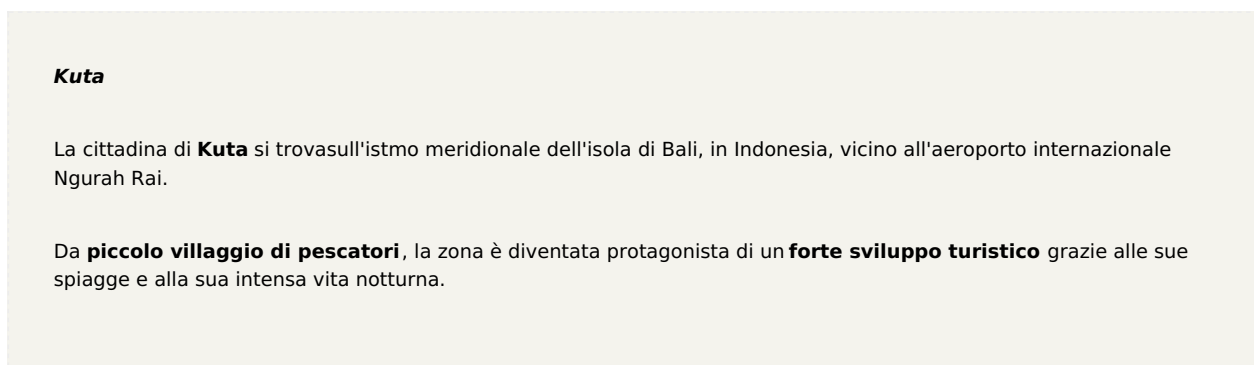 Kuta
La cittadina di Kuta si trovasull'istmo meridionale dell'isola di Bali, in Indonesia, vicino all'aeroporto internazionale
Ngurah Rai.
Da piccolo villaggio di pescatori, la zona è diventata protagonista di un forte sviluppo turistico grazie alle sue
spiagge e alla sua intensa vita notturna.